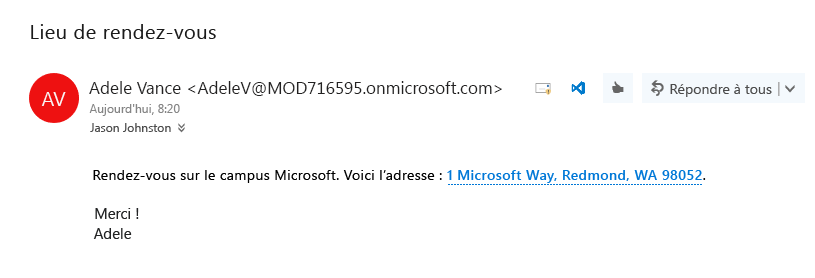 Lieu de rendez-vous
AV
Adele Vance <AdeleV@MOD716595.onmicrosoft.com>
Répondre à tous
Aujourd'hui, 8:20
Jason Johnston
Rendez-vous sur le campus Microsoft. Voici l’adresse : 1 Microsoft Way, Redmond, WA 98052.
Merci !
Adele